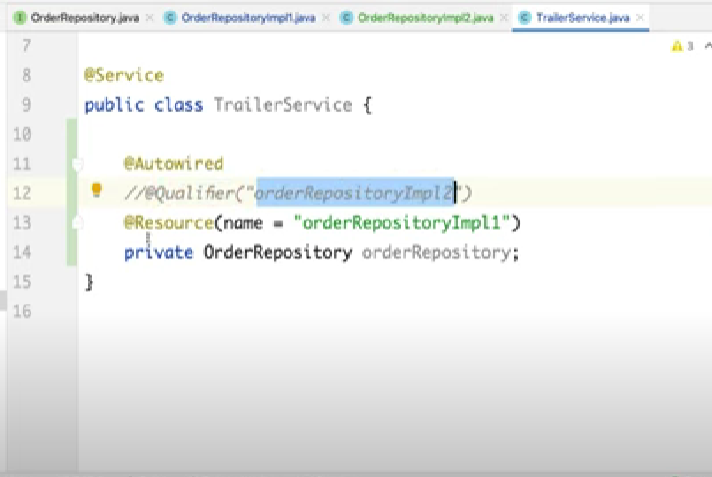 OrderRepository.java OrderRepositoryImpl1.java OrderRepositoryImpl2.java TrailerService.java
7 3
8 @Service
9 public class TrailerService {
10
11 @Autowired
12 //@Qualifier("orderRepositoryImpl2")
13 @Resource(name = "orderRepositoryImpl1")
14 private OrderRepository orderRepository;
15 }
16